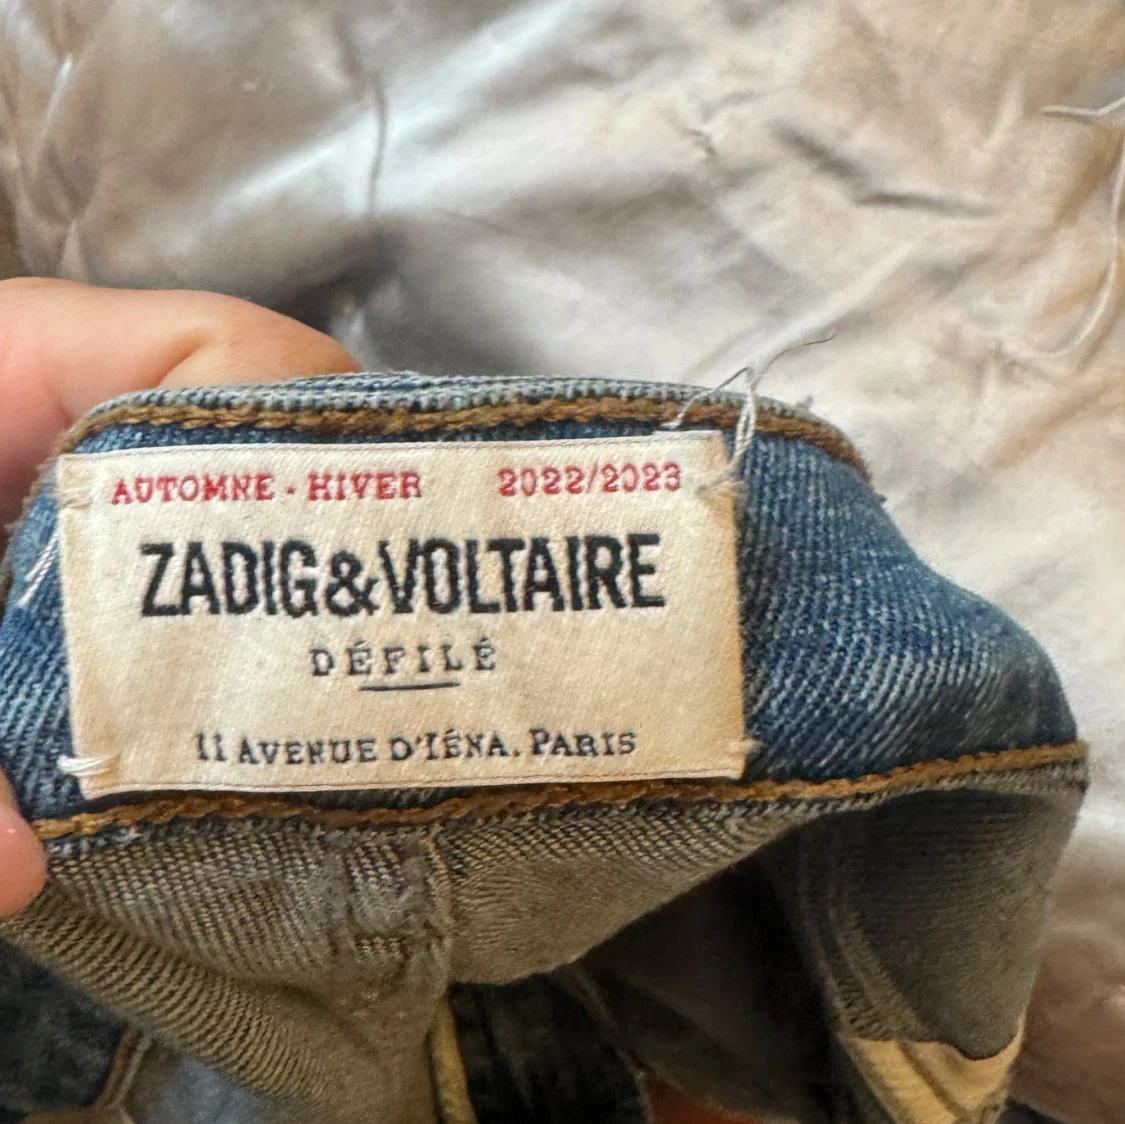 AUTOMNE - HIVER 2022/2023
ZADIG&VOLTAIRE
DÉFILÉ
11 AVENUE D'IÉNA. PARIS